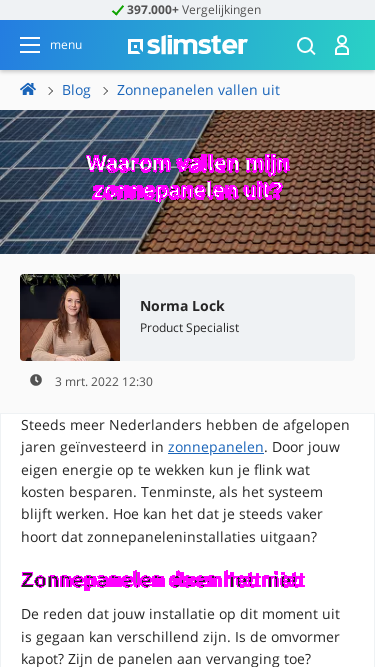 397.000+ Vergelijkingen
menu
slimster
Blog
Zonnepanelen vallen uit
Waarom vallen mijn
zonnepanelen uit?
Norma Lock
Product Specialist
3 mrt. 2022 12:30
Steeds meer Nederlanders hebben de afgelopen
jaren geïnvesteerd in zonnepanelen. Door jouw
eigen energie op te wekken kun je flink wat
kosten besparen. Tenminste, als het systeem
blijft werken. Hoe kan het dat je steeds vaker
hoort dat zonnepaneleninstallaties uitgaan?
Zonnepanelen doen het niet
De reden dat jouw installatie op dit moment uit
is gegaan kan verschillend zijn. Is de omvormer
kapot? Zijn de panelen aan vervanging toe?